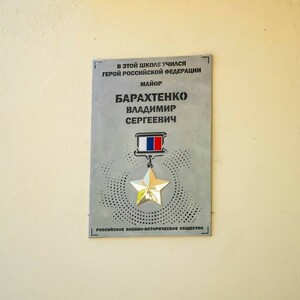 В ЭТОЙ ШКОЛЕ УЧИЛСЯ
ГЕРОЙ РОССИЙСКОЙ ФЕДЕРАЦИИ
МАЙОР
БАРАХТЕНКО
ВЛАДИМИР
СЕРГЕЕВИЧ
РОССИЙСКОЕ ВОЕННО-ИСТОРИЧЕСКОЕ ОБЩЕСТВО